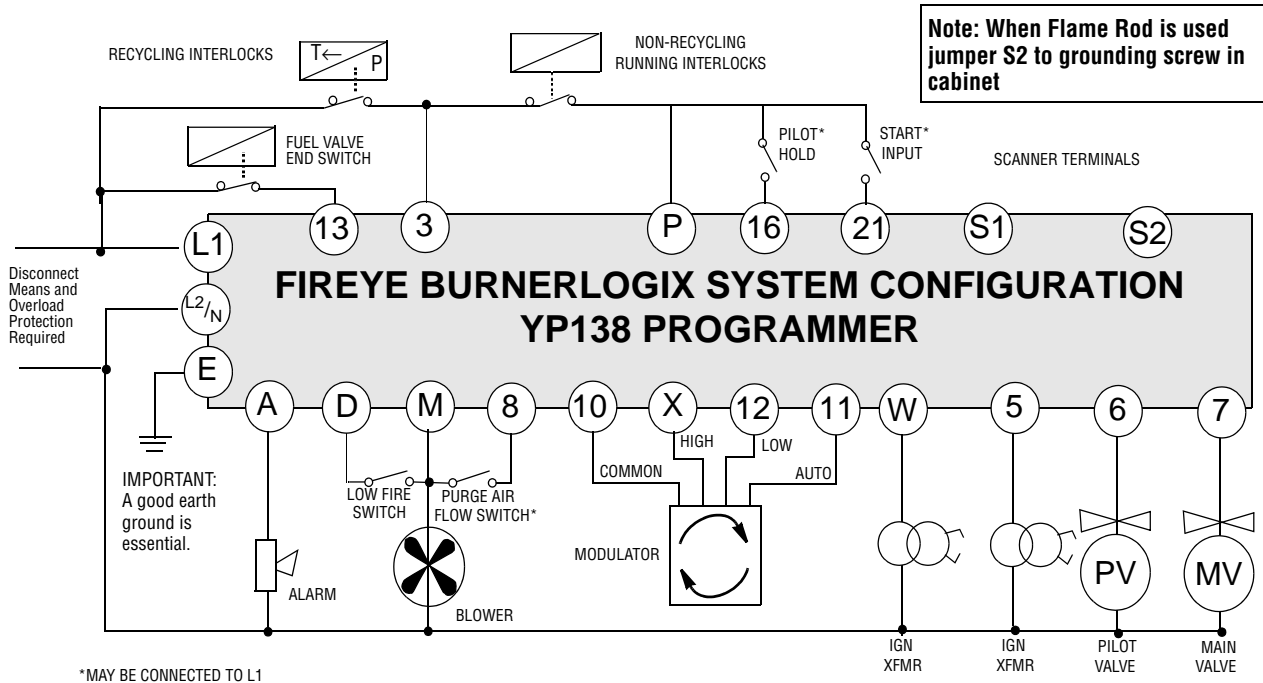 Note: When Flame Rod is used
jumper S2 to grounding screw in
cabinet
RECYCLING INTERLOCKS
T←
P
NON-RECYCLING
RUNNING INTERLOCKS
FUEL VALVE
END SWITCH
PILOT*
HOLD
START*
INPUT
SCANNER TERMINALS
13
3
P
16
21
S1
S2
L1
L2/N
E
Disconnect
Means and
Overload
Protection
Required
FIREYE BURNERLOGIX SYSTEM CONFIGURATION
YP138 PROGRAMMER
A
D
M
8
10
X
12
11
W
5
6
7
HIGH
LOW
COMMON
AUTO
IMPORTANT:
A good earth
ground is
essential.
LOW FIRE
SWITCH
PURGE AIR
FLOW SWITCH*
MODULATOR
ALARM
BLOWER
PV
MV
IGN
XFMR
IGN
XFMR
PILOT
VALVE
MAIN
VALVE
*MAY BE CONNECTED TO L1